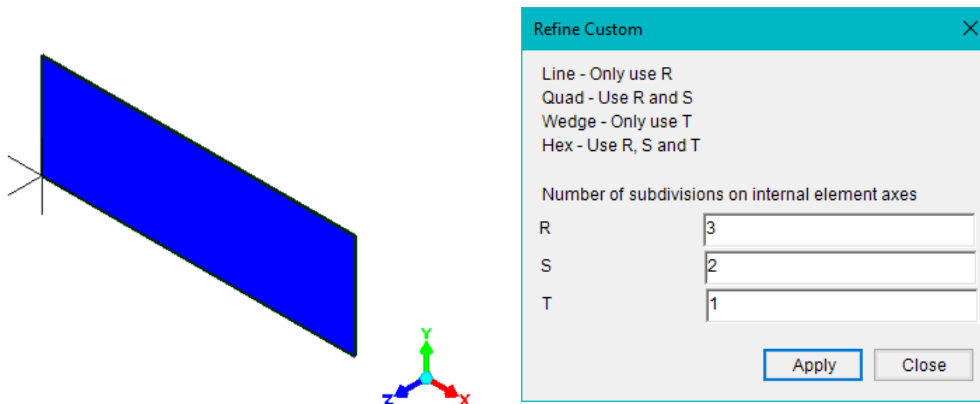 Refine Custom
Line - Only use R
Quad - Use R and S
Wedge - Only use T
Hex - Use R, S and T
Number of subdivisions on internal element axes
R 3
S 2
T 1
Apply Close
Y
Z X